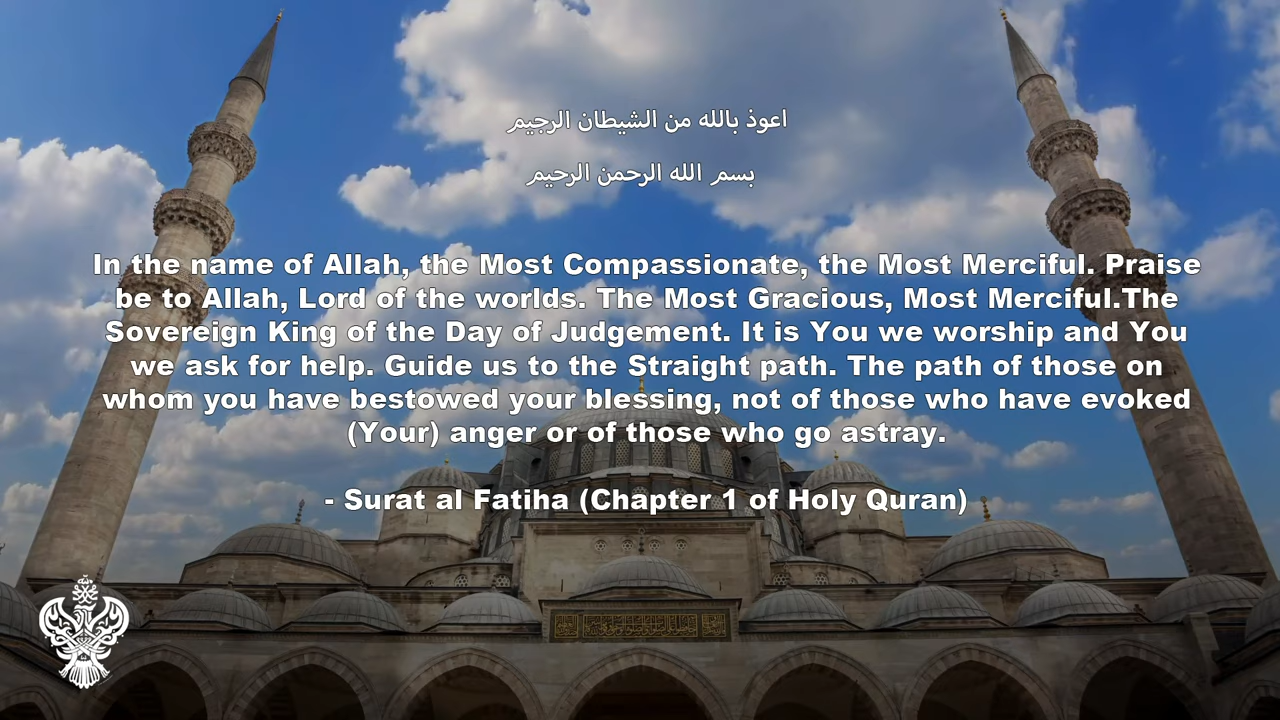 اعوذ بالله من الشيطان الرجيم
بسم الله الرحمن الرحيم
In the name of Allah, the Most Compassionate, the Most Merciful. Praise
be to Allah, Lord of the worlds. The Most Gracious, Most Merciful.The
Sovereign King of the Day of Judgement. It is You we worship and You
we ask for help. Guide us to the Straight path. The path of those on
whom you have bestowed your blessing, not of those who have evoked
(Your) anger or of those who go astray.
- Surat al Fatiha (Chapter 1 of Holy Quran)